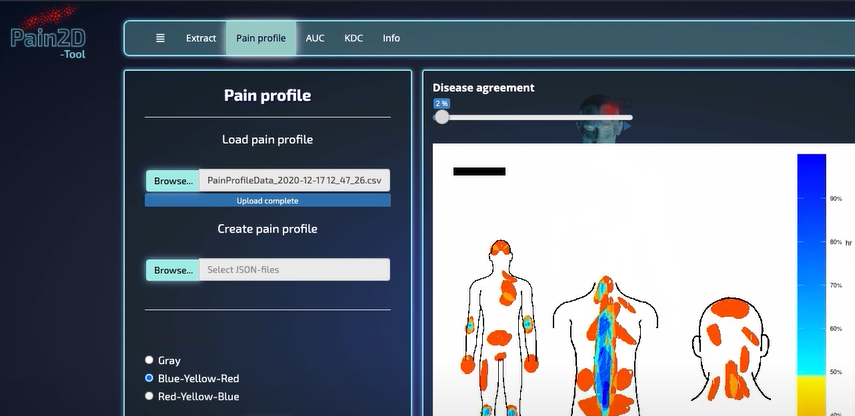 Pain2D
-Tool
Extract
Pain profile
AUC
KDC
Info
Pain profile
Load pain profile
Browse...
PainProfileData_2020-12-17 12_47_26.csv
Upload complete
Create pain profile
Browse...
Select JSON-files
Gray
Blue-Yellow-Red
Red-Yellow-Blue
Disease agreement
2 %
90%
80%
hr
70%
60%
50%
40%